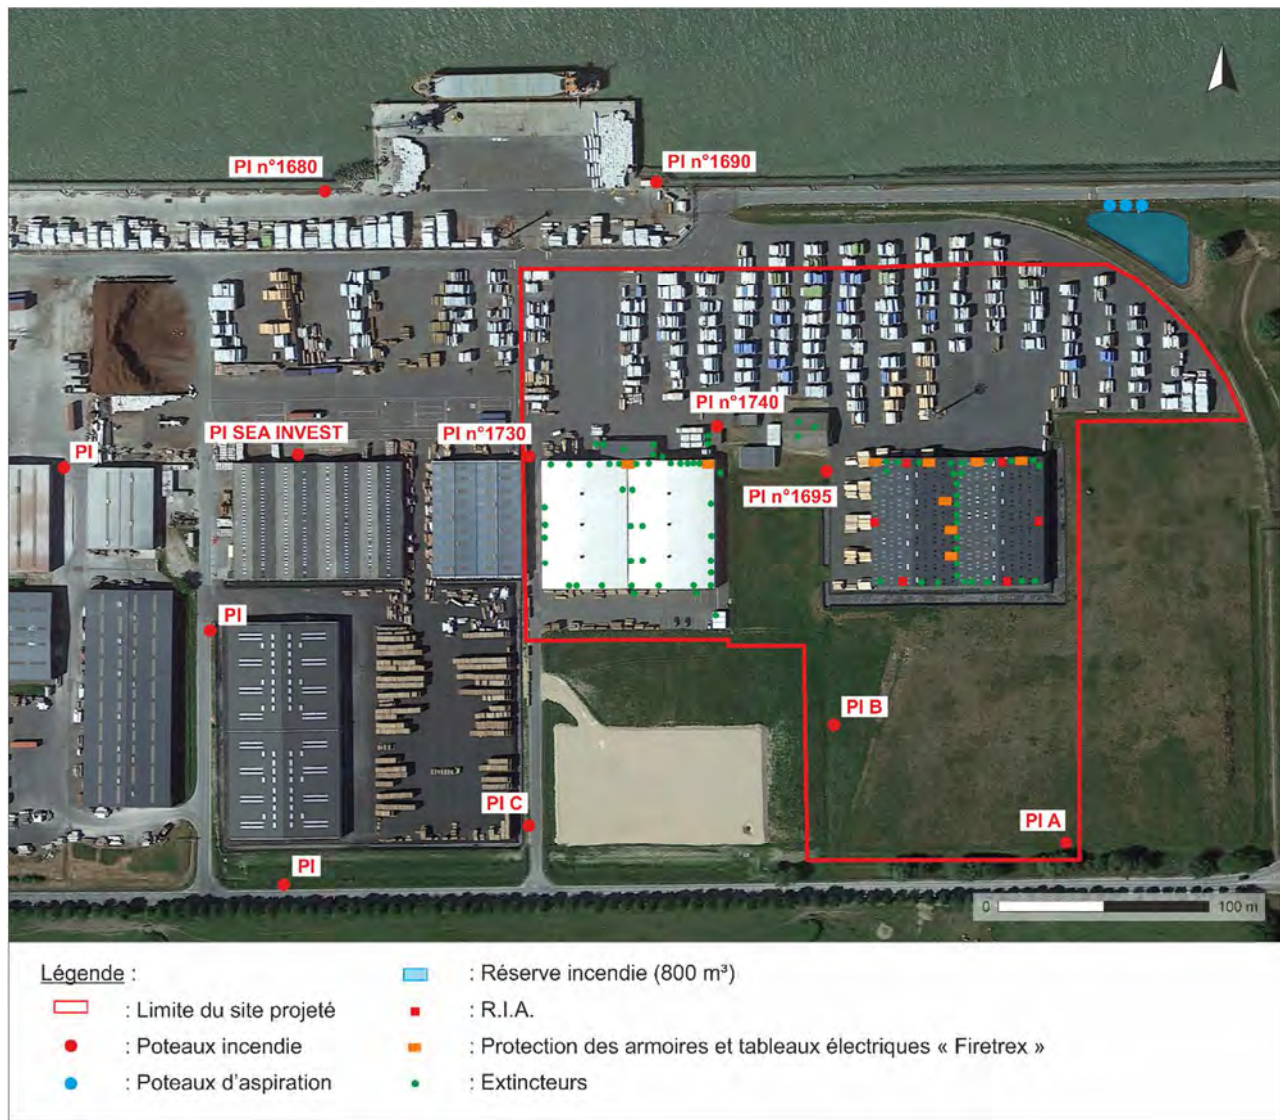 PI n°1680
PI n°1690
PI n°1740
PI SEA INVEST
PI n°1730
PI
PI n°1695
PI
PI B
PI C
PI A
PI
0 100 m
Légende :
: Limite du site projeté
: Poteaux incendie
: Poteaux d'aspiration
: Réserve incendie (800 m³)
: R.I.A.
: Protection des armoires et tableaux électriques « Firetrex »
: Extincteurs